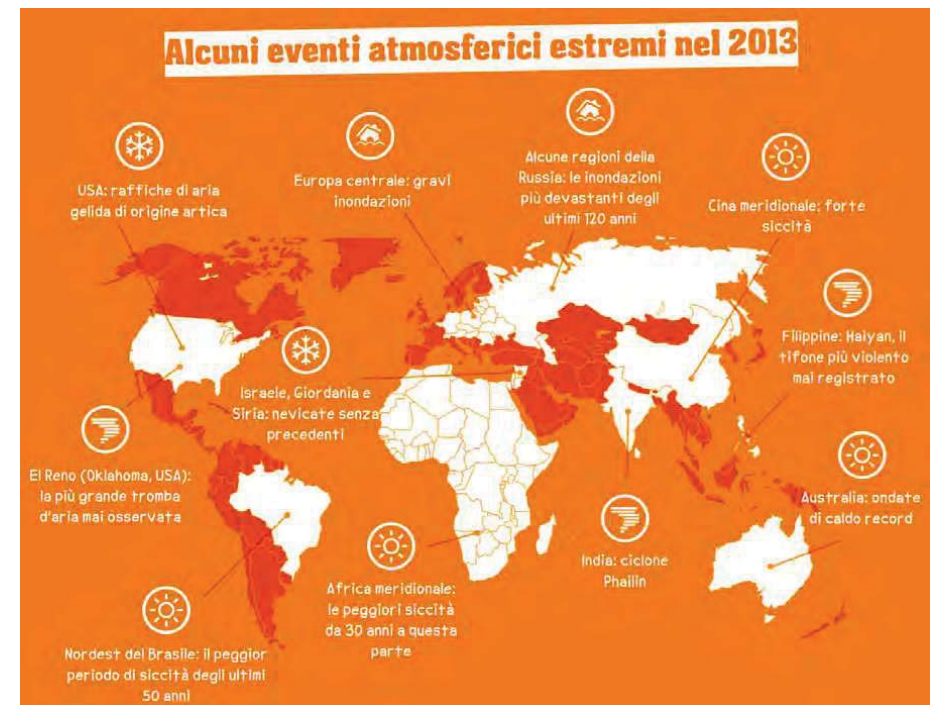 Alcuni eventi atmosferici estremi nel 2013
USA: raffiche di aria
gelida di origine artica
Europa centrale: gravi
inondazioni
Alcune regioni della
Russia: le inondazioni
più devastanti degli
ultimi 120 anni
Cina meridionale: forte
siccità
Filippine: Haiyan, il
tifone più violento
mai registrato
Israele, Giordania e
Siria: nevicate senza
precedenti
El Reno (Oklahoma, USA):
la più grande tromba
d'aria mai osservata
Australia: ondate
di caldo record
India: ciclone
Phailin
Africa meridionale:
le peggiori siccità
da 30 anni a questa
parte
Nordest del Brasile: il peggior
periodo di siccità degli ultimi
50 anni